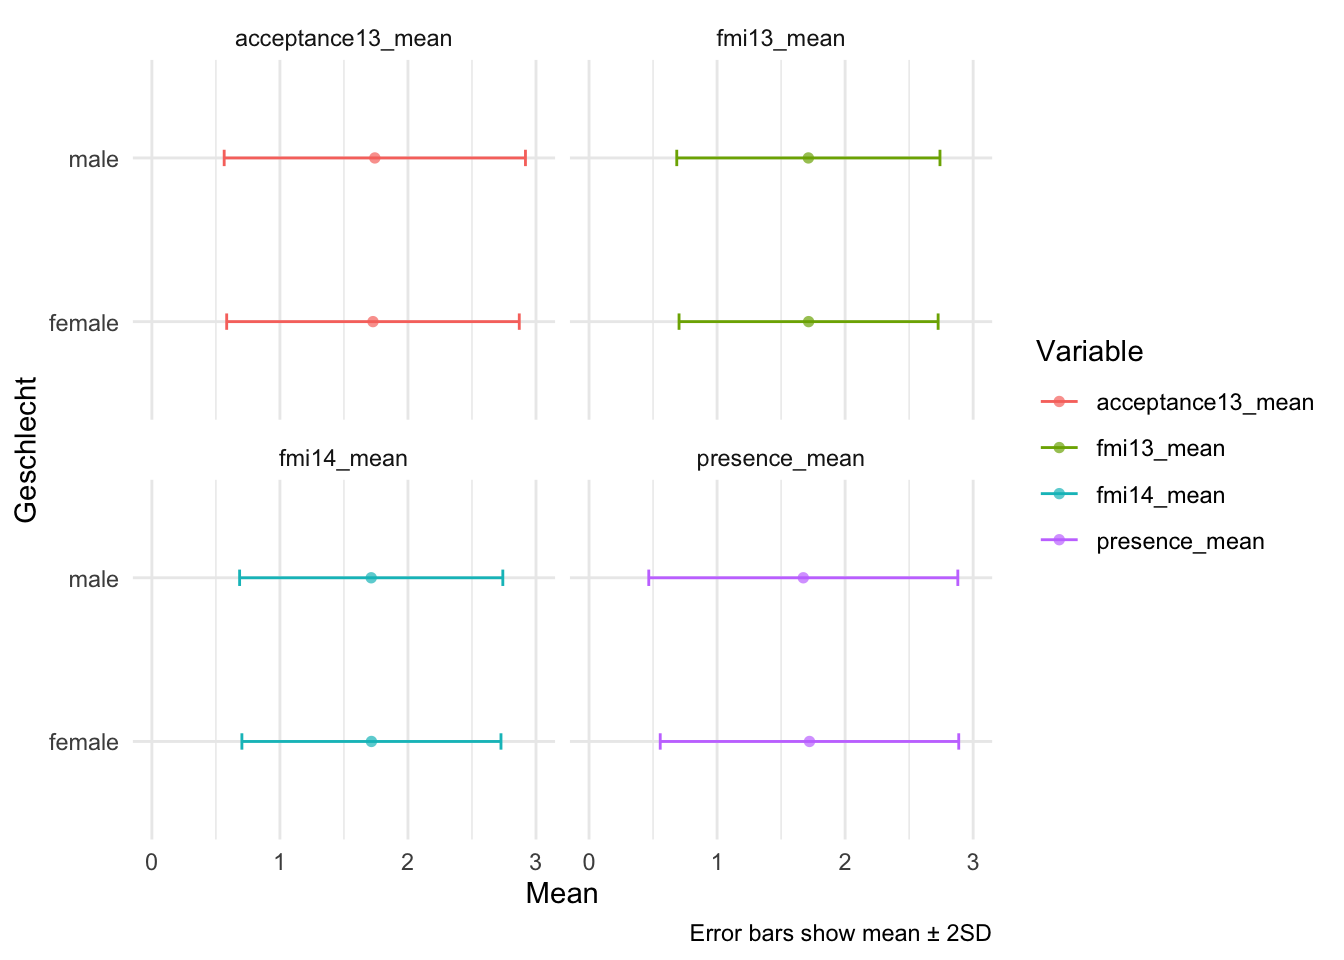 acceptance13_mean
fmi13_mean
male
female
fmi14_mean
presence_mean
male
female
0 1 2 3 0 1 2 3
Mean
Geschlecht
Error bars show mean ± 2SD
Variable
acceptance13_mean
fmi13_mean
fmi14_mean
presence_mean